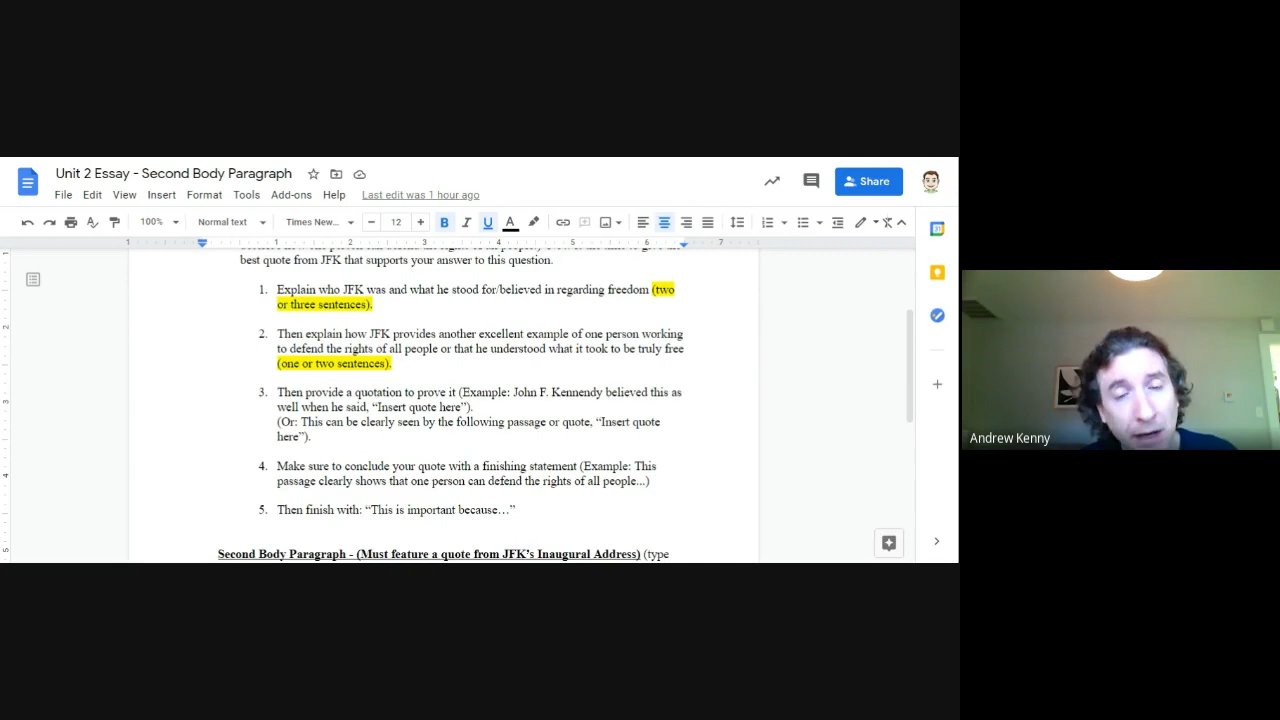 Unit 2 Essay - Second Body Paragraph
Share
File Edit View Insert Format Tools Add-ons Help Last edit was 1 hour ago
100% Normal text Times New... 12 B I U A
1 1 2 3 4 5 6 7
best quote from JFK that supports your answer to this question.
1. Explain who JFK was and what he stood for/believed in regarding freedom (two
or three sentences).
2. Then explain how JFK provides another excellent example of one person working
to defend the rights of all people or that he understood what it took to be truly free
(one or two sentences).
3. Then provide a quotation to prove it (Example: John F. Kennendy believed this as
well when he said, “Insert quote here”).
(Or: This can be clearly seen by the following passage or quote, “Insert quote
here”).
4. Make sure to conclude your quote with a finishing statement (Example: This
passage clearly shows that one person can defend the rights of all people...)
5. Then finish with: “This is important because…”
Second Body Paragraph - (Must feature a quote from JFK’s Inaugural Address) (type
Andrew Kenny